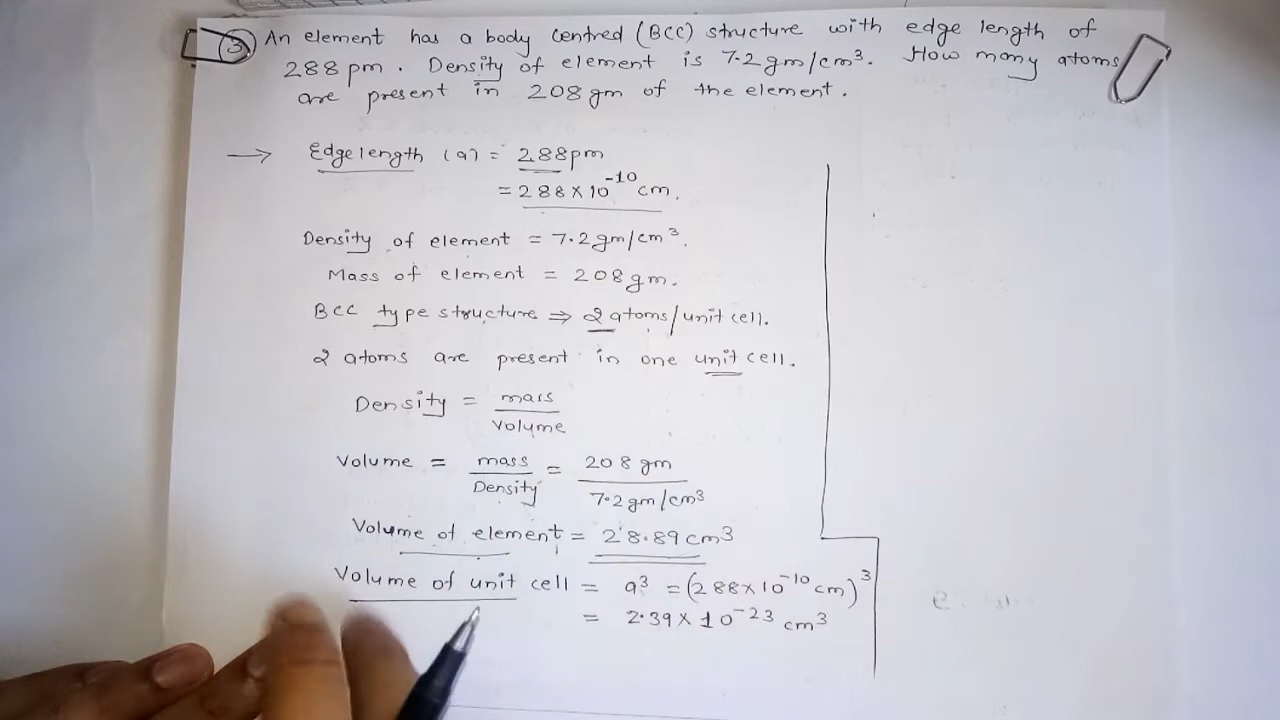 ③ An element has a body centred (BCC) structure with edge length of
288 pm. Density of element is 7.2 gm/cm³. How many atoms
are present in 208 gm of the element.
→ Edge length (a) = 288 pm
= 288 × 10⁻¹⁰ cm.
Density of element = 7.2 gm/cm³.
Mass of element = 208 gm.
BCC type structure ⇒ 2 atoms/unit cell.
2 atoms are present in one unit cell.
Density = mass / Volume
Volume = mass / Density = 208 gm / 7.2 gm/cm³
Volume of element = 28.89 cm³
Volume of unit cell = a³ = (288 × 10⁻¹⁰ cm)³
= 2.39 × 10⁻²³ cm³